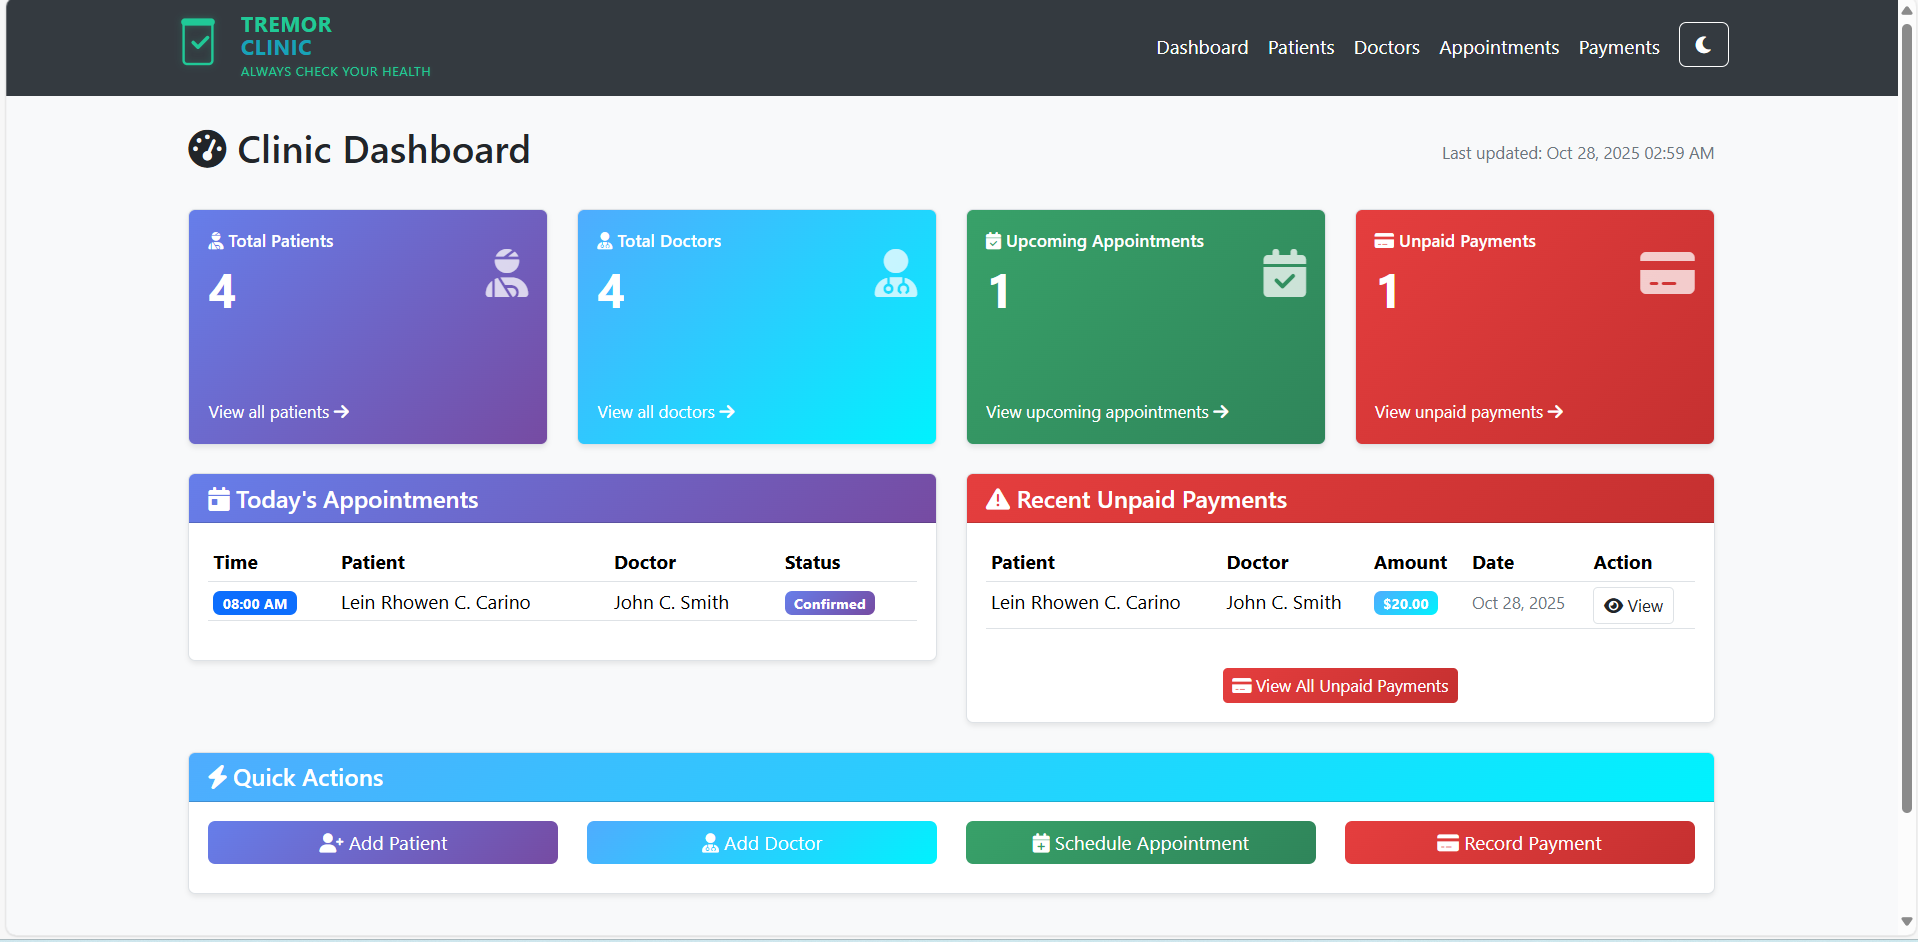 TREMOR
CLINIC
ALWAYS CHECK YOUR HEALTH
Dashboard Patients Doctors Appointments Payments
Clinic Dashboard
Last updated: Oct 28, 2025 02:59 AM
Total Patients
4
View all patients
Total Doctors
4
View all doctors
Upcoming Appointments
1
View upcoming appointments
Unpaid Payments
1
View unpaid payments
Today's Appointments
Time Patient Doctor Status
08:00 AM Lein Rhowen C. Carino John C. Smith Confirmed
Recent Unpaid Payments
Patient Doctor Amount Date Action
Lein Rhowen C. Carino John C. Smith $20.00 Oct 28, 2025 View
View All Unpaid Payments
Quick Actions
Add Patient
Add Doctor
Schedule Appointment
Record Payment